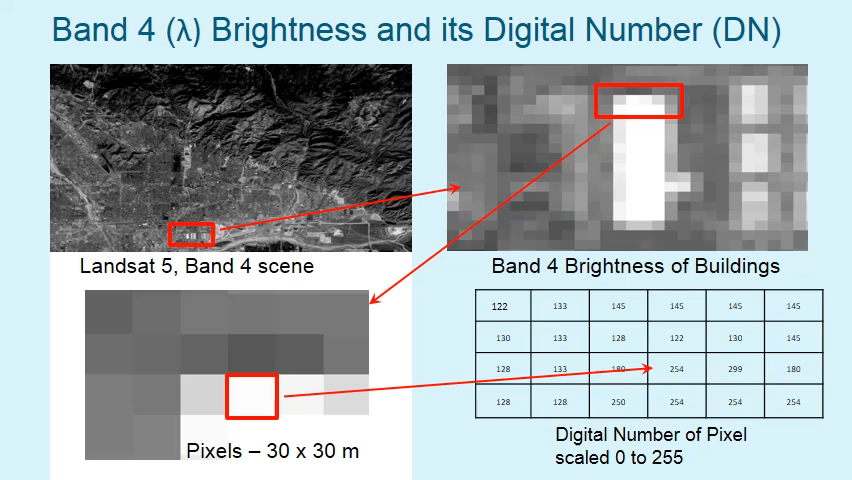 Band 4 (λ) Brightness and its Digital Number (DN)
Landsat 5, Band 4 scene
Band 4 Brightness of Buildings
122 133 145 145 145 145
130 133 128 122 130 145
128 133 180 254 299 180
128 128 250 254 254 254
Pixels – 30 x 30 m
Digital Number of Pixel
scaled 0 to 255